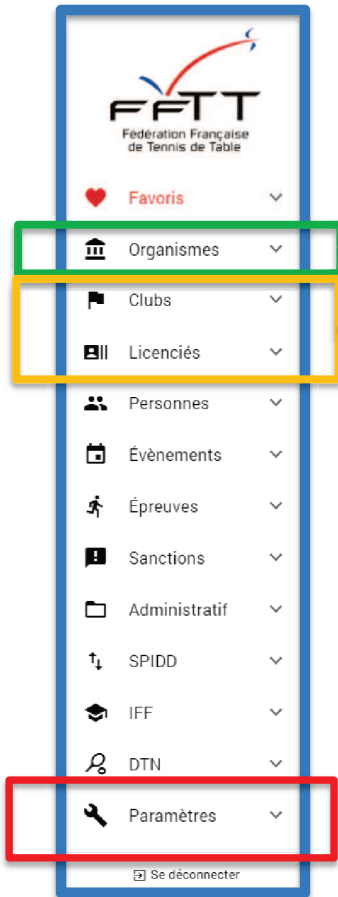 FFTT
Fédération Française
de Tennis de Table
Favoris
Organismes
Clubs
Licenciés
Personnes
Évènements
Épreuves
Sanctions
Administratif
SPIDD
IFF
DTN
Paramètres
Se déconnecter